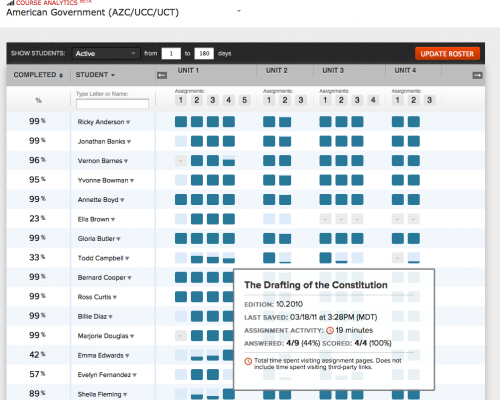 COURSE ANALYTICS BETA
American Government (AZC/UCC/UCT)
SHOW STUDENTS: Active from 1 to 180 days UPDATE ROSTER
COMPLETED STUDENT UNIT 1 UNIT 2 UNIT 3 UNIT 4
% Type Letter or Name: Assignments: Assignments: Assignments: Assignments:
1 2 3 4 5 1 2 3 1 2 3 4 1 2 3
99% Ricky Anderson
99% Jonathan Banks
96% Vernon Barnes
95% Yvonne Bowman
99% Annette Boyd
23% Ella Brown
99% Gloria Butler
33% Todd Campbell
99% Bernard Cooper
99% Ross Curtis
99% Billie Diaz
99% Marjorie Douglas
42% Emma Edwards
57% Evelyn Fernandez
89% Sheila Fleming
The Drafting of the Constitution
EDITION: 10.2010
LAST SAVED: 03/18/11 at 3:28PM (MDT)
ASSIGNMENT ACTIVITY: 19 minutes
ANSWERED: 4/9 (44%) SCORED: 4/4 (100%)
Total time spent visiting assignment pages. Does not
include time spent visiting third-party links.